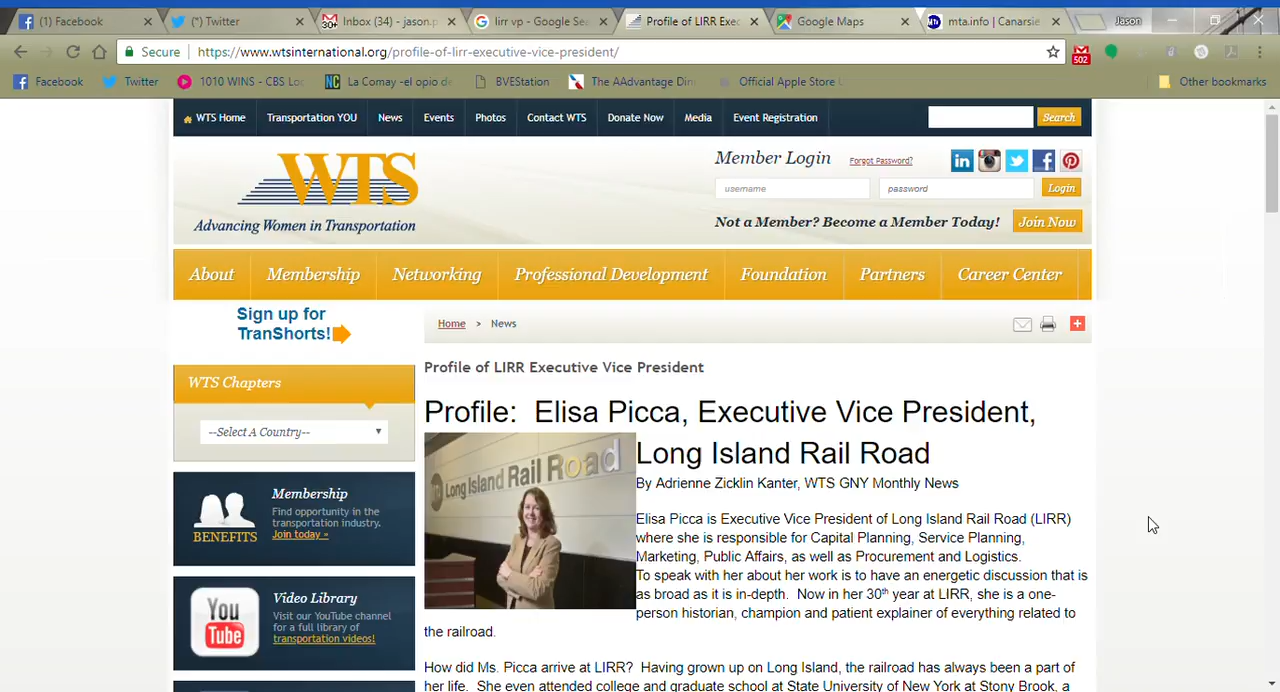 (1) Facebook
(*) Twitter
Inbox (34) - jason.p
lirr vp - Google Se
Profile of LIRR Exec
Google Maps
mta.info | Canarsie
Jason
Secure
https://www.wtsinternational.org/profile-of-lirr-executive-vice-president/
502
Facebook
Twitter
1010 WINS - CBS Lo
La Comay -el opio de
BVEStation
The AAdvantage Din
Official Apple Store
Other bookmarks
WTS Home
Transportation YOU
News
Events
Photos
Contact WTS
Donate Now
Media
Event Registration
Search
WTS
Advancing Women in Transportation
Member Login
Forgot Password?
username
password
Login
Not a Member? Become a Member Today!
Join Now
About
Membership
Networking
Professional Development
Foundation
Partners
Career Center
Sign up for
TranShorts!
Home > News
WTS Chapters
--Select A Country--
Membership
Find opportunity in the
transportation industry.
Join today »
BENEFITS
You
Tube
Video Library
Visit our YouTube channel
for a full library of
transportation videos!
Profile of LIRR Executive Vice President
Profile: Elisa Picca, Executive Vice President,
Long Island Rail Road
Long Island Rail Road
By Adrienne Zicklin Kanter, WTS GNY Monthly News
Elisa Picca is Executive Vice President of Long Island Rail Road (LIRR)
where she is responsible for Capital Planning, Service Planning,
Marketing, Public Affairs, as well as Procurement and Logistics.
To speak with her about her work is to have an energetic discussion that is
as broad as it is in-depth. Now in her 30th year at LIRR, she is a one-
person historian, champion and patient explainer of everything related to
the railroad.
How did Ms. Picca arrive at LIRR? Having grown up on Long Island, the railroad has always been a part of
her life. She even attended college and graduate school at State University of New York at Stony Brook, a